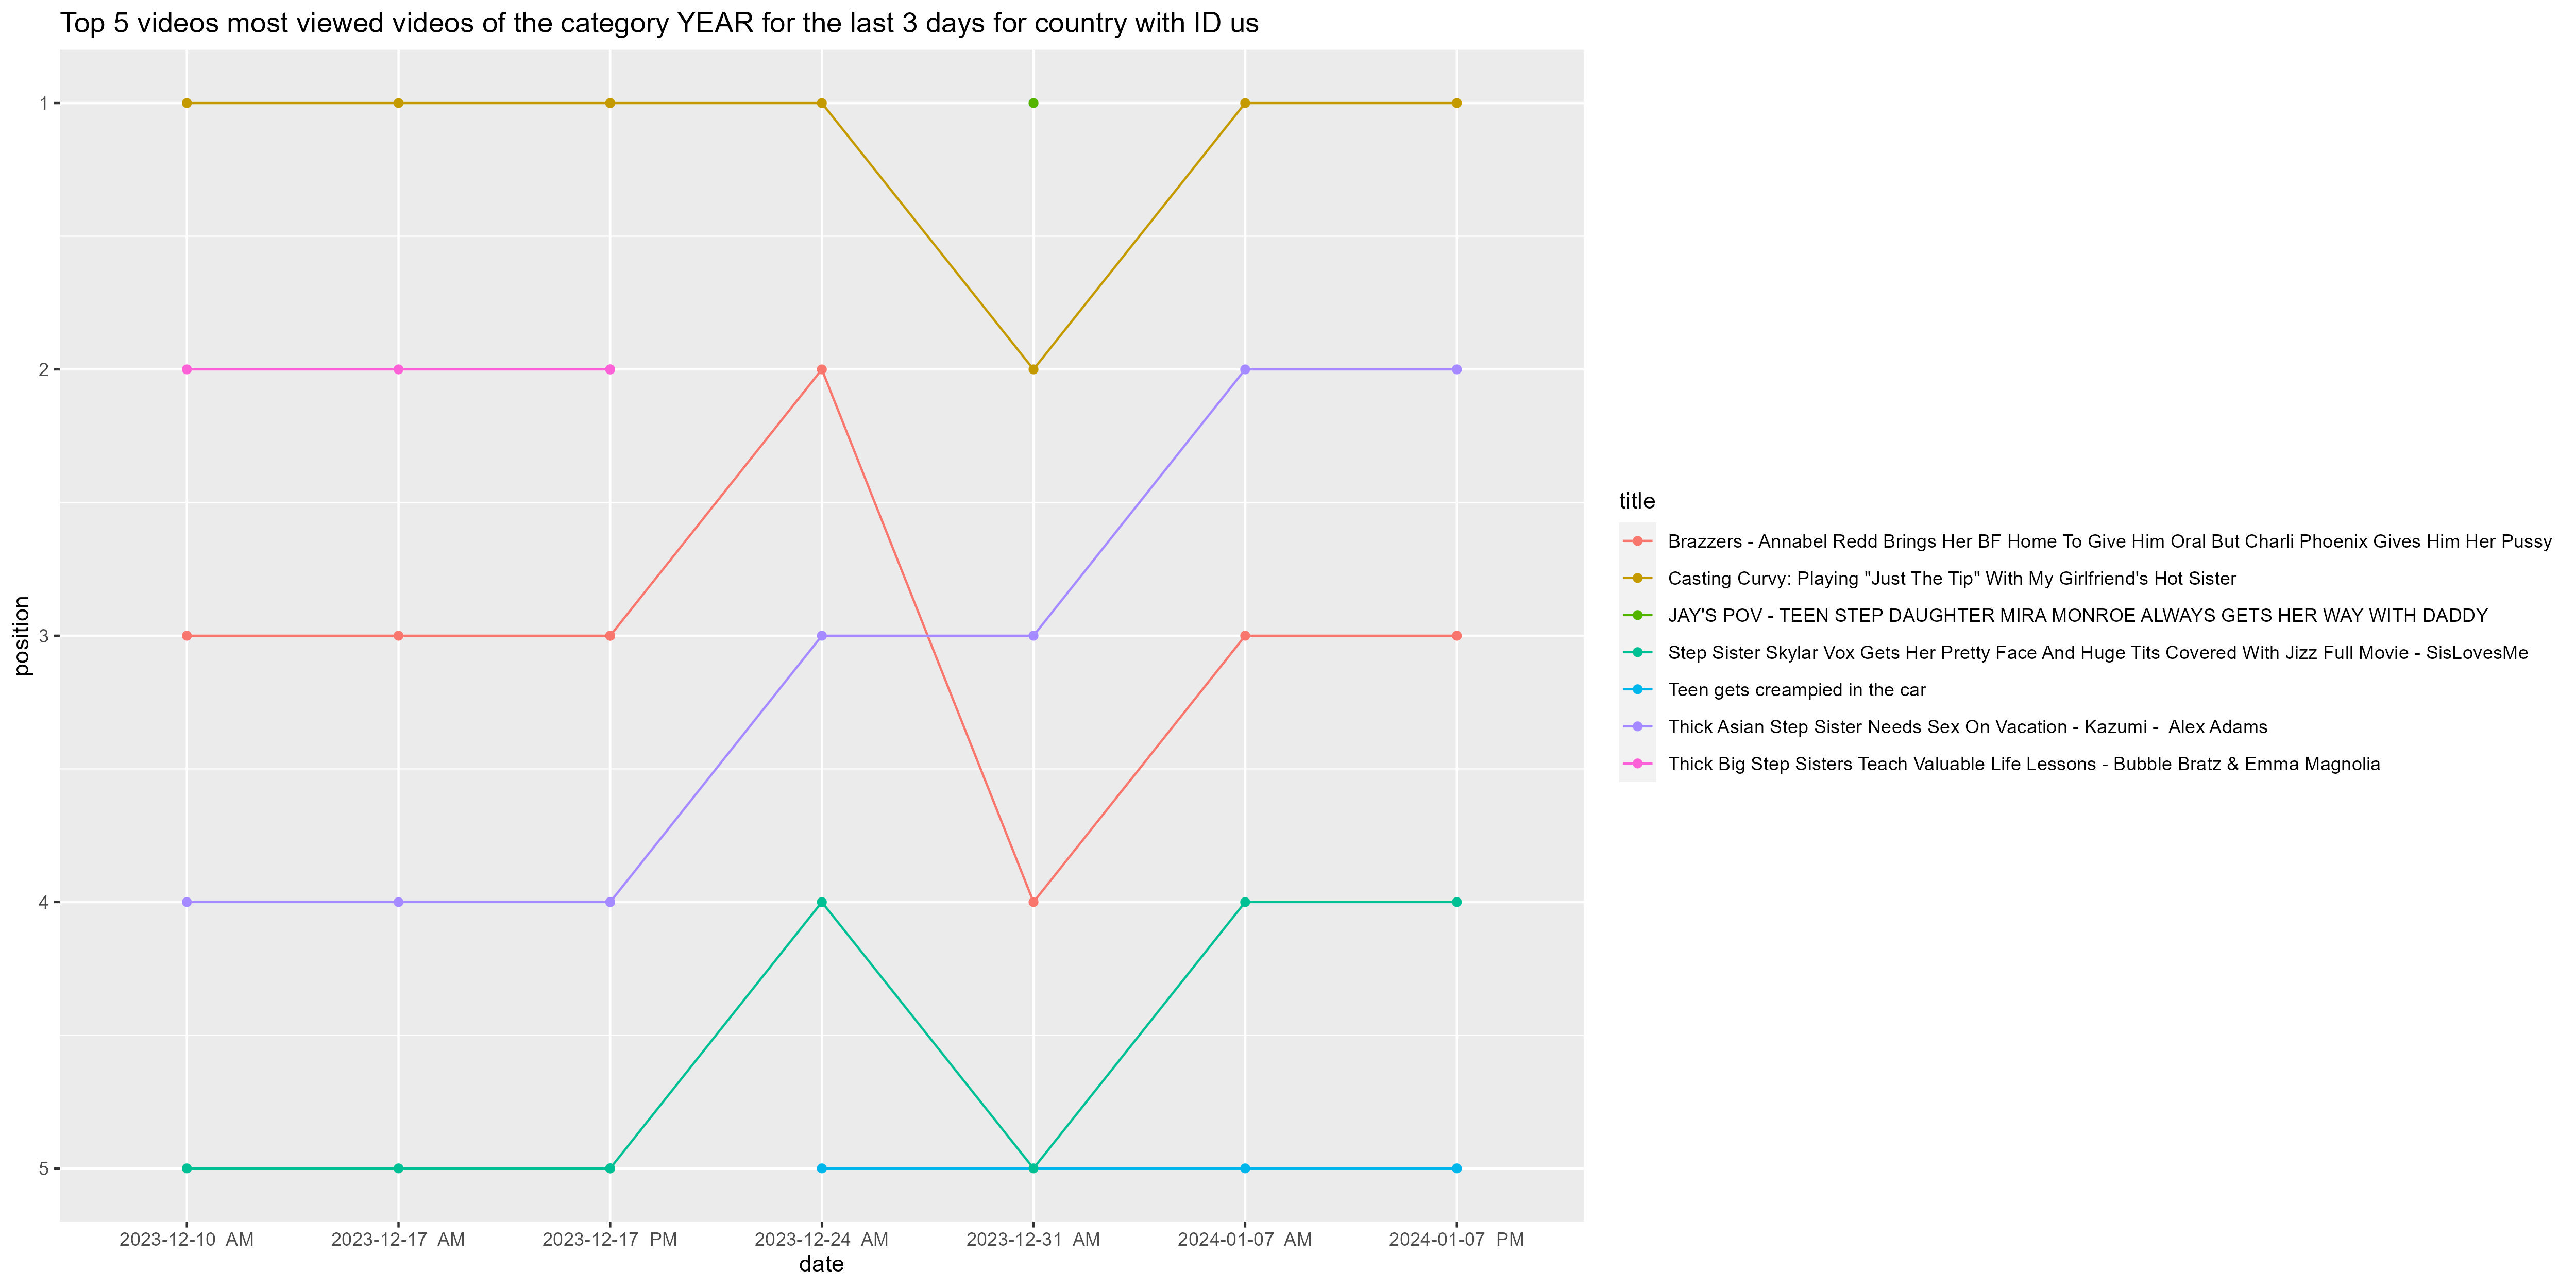 Top 5 videos most viewed videos of the category YEAR for the last 3 days for country with ID us
position
1
2
3
4
5
2023-12-10 AM
2023-12-17 AM
2023-12-17 PM
2023-12-24 AM
2023-12-31 AM
2024-01-07 AM
2024-01-07 PM
date
title
Brazzers - Annabel Redd Brings Her BF Home To Give Him Oral But Charli Phoenix Gives Him Her Pussy
Casting Curvy: Playing "Just The Tip" With My Girlfriend's Hot Sister
JAY'S POV - TEEN STEP DAUGHTER MIRA MONROE ALWAYS GETS HER WAY WITH DADDY
Step Sister Skylar Vox Gets Her Pretty Face And Huge Tits Covered With Jizz Full Movie - SisLovesMe
Teen gets creampied in the car
Thick Asian Step Sister Needs Sex On Vacation - Kazumi - Alex Adams
Thick Big Step Sisters Teach Valuable Life Lessons - Bubble Bratz & Emma Magnolia